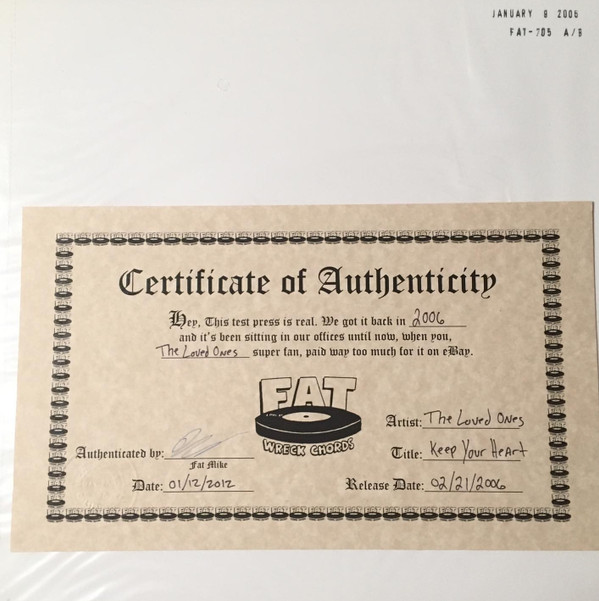 JANUARY 9 2006
FAT-705 A/B
Certificate of Authenticity
Hey, This test press is real. We got it back in 2006
and it's been sitting in our offices until now, when you,
The Loved Ones super fan, paid way too much for it on eBay.
FAT
WRECK CHORDS
Artist: The Loved Ones
Authenticated by:
Fat Mike
Title: Keep Your Heart
Date: 01/12/2012
Release Date: 02/21/2006